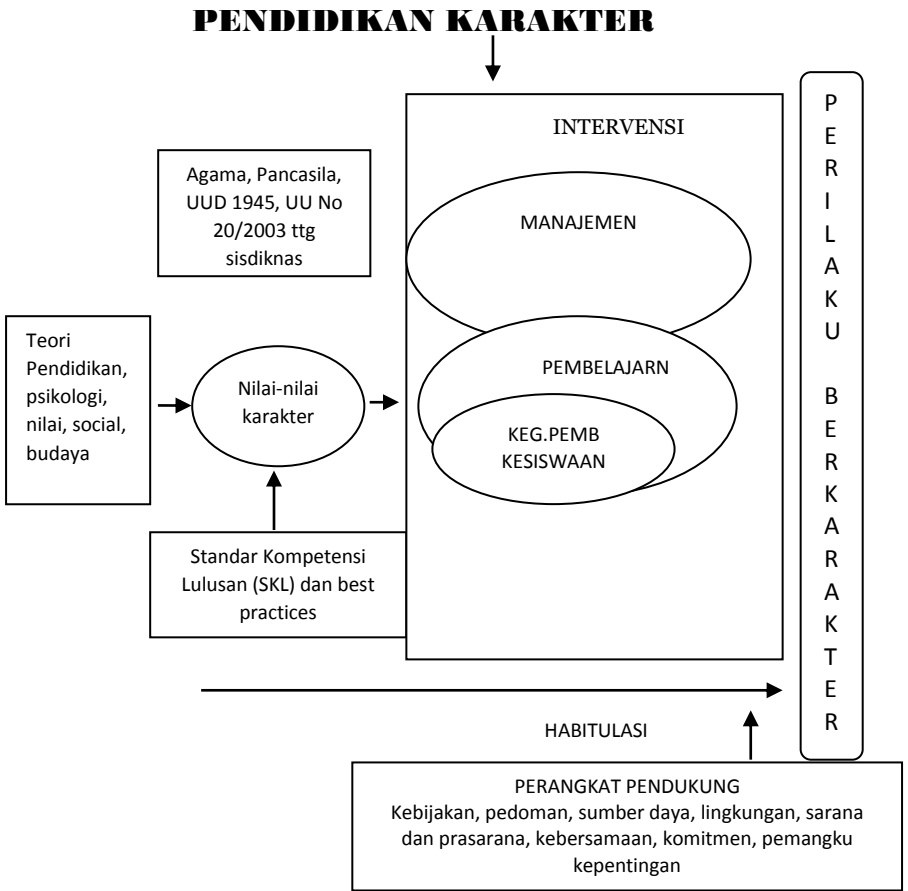 PENDIDIKAN KARAKTER
INTERVENSI
Agama, Pancasila,
UUD 1945, UU No
20/2003 ttg
sisdiknas
MANAJEMEN
Teori
Pendidikan,
psikologi,
nilai, social,
budaya
Nilai-nilai
karakter
PEMBELAJARN
KEG.PEMB
KESISWAAN
Standar Kompetensi
Lulusan (SKL) dan best
practices
PERILAKU BERKARAKTER
HABITULASI
PERANGKAT PENDUKUNG
Kebijakan, pedoman, sumber daya, lingkungan, sarana
dan prasarana, kebersamaan, komitmen, pemangku
kepentingan